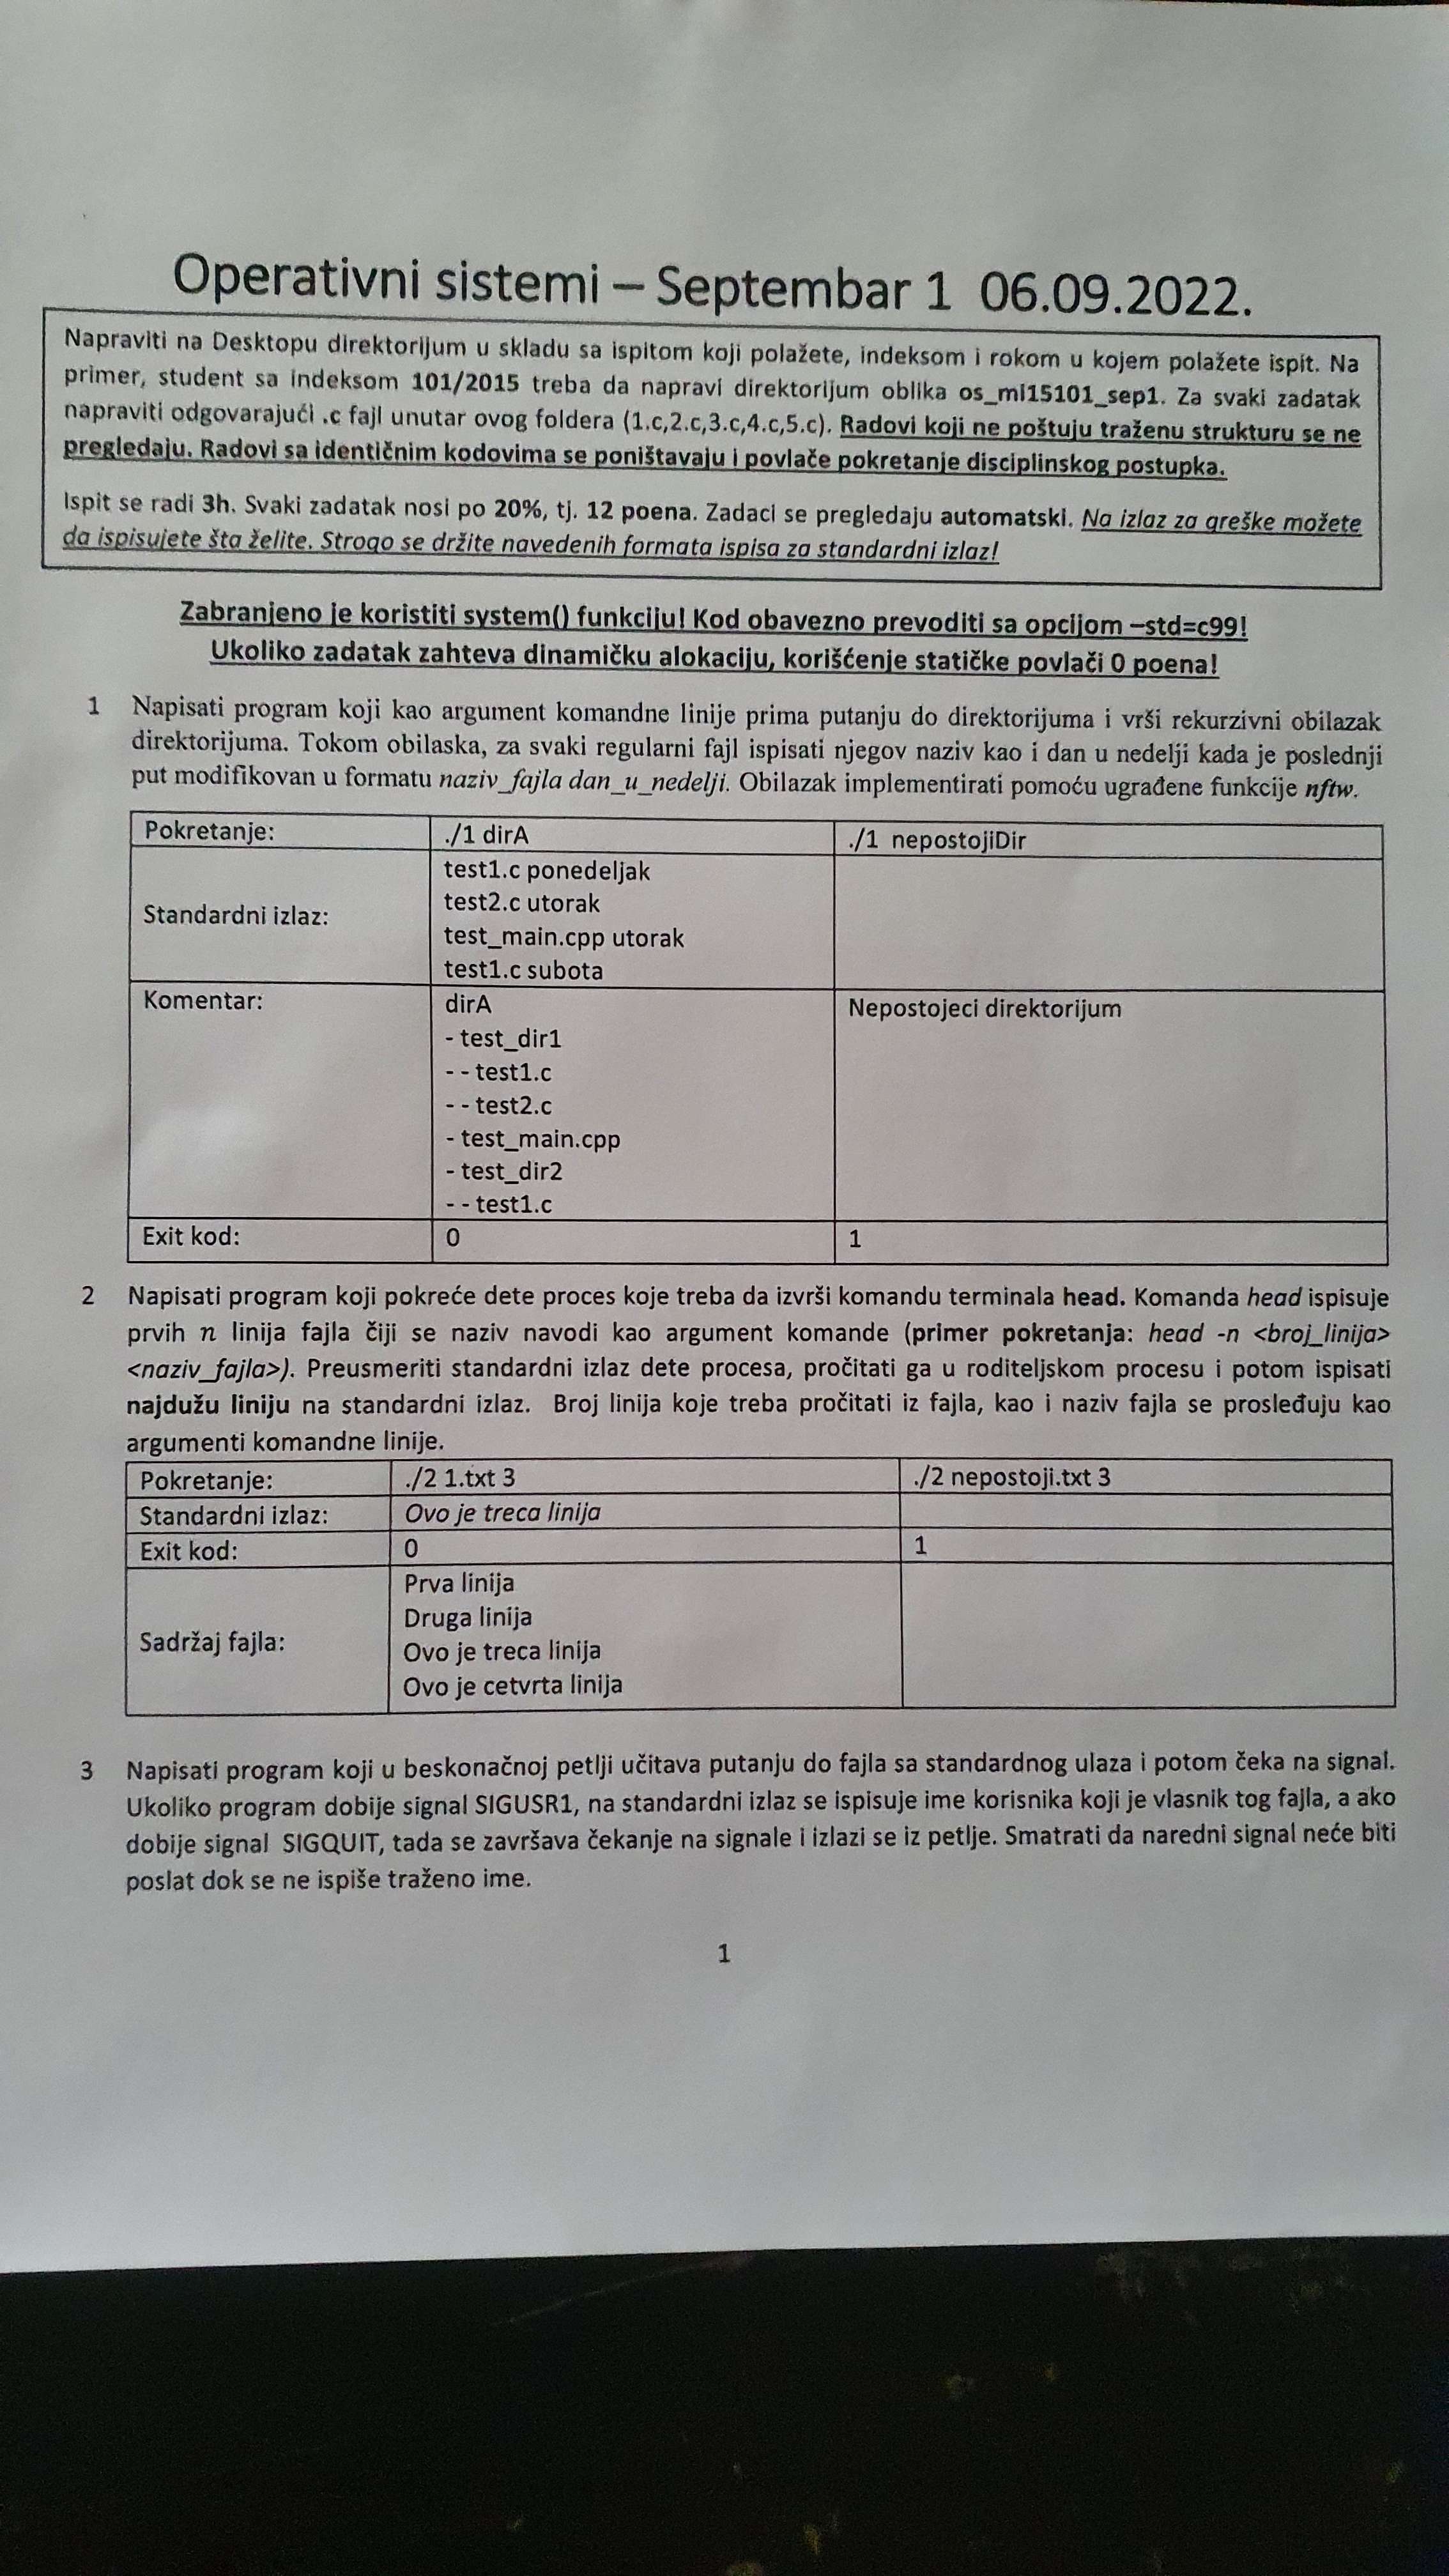 Operativni sistemi – Septembar 1 06.09.2022.
Napraviti na Desktopu direktorijum u skladu sa ispitom koji polažete, indeksom i rokom u kojem polažete ispit. Na
primer, student sa indeksom 101/2015 treba da napravi direktorijum oblika os_mi15101_sep1. Za svaki zadatak
napraviti odgovarajući .c fajl unutar ovog foldera (1.c,2.c,3.c,4.c,5.c). Radovi koji ne poštuju traženu strukturu se ne
pregledaju. Radovi sa identičnim kodovima se poništavaju i povlače pokretanje disciplinskog postupka.
Ispit se radi 3h. Svaki zadatak nosi po 20%, tj. 12 poena. Zadaci se pregledaju automatski. Na izlaz za greške možete
da ispisujete šta želite. Strogo se držite navedenih formata ispisa za standardni izlaz!
Zabranjeno je koristiti system() funkciju! Kod obavezno prevoditi sa opcijom –std=c99!
Ukoliko zadatak zahteva dinamičku alokaciju, korišćenje statičke povlači 0 poena!
1 Napisati program koji kao argument komandne linije prima putanju do direktorijuma i vrši rekurzivni obilazak
direktorijuma. Tokom obilaska, za svaki regularni fajl ispisati njegov naziv kao i dan u nedelji kada je poslednji
put modifikovan u formatu naziv_fajla dan_u_nedelji. Obilazak implementirati pomoću ugrađene funkcije nftw.
Pokretanje: ./1 dirA ./1 nepostojiDir
Standardni izlaz:
test1.c ponedeljak
test2.c utorak
test_main.cpp utorak
test1.c subota
Komentar: dirA Nepostojeci direktorijum
- test_dir1
- - test1.c
- - test2.c
- test_main.cpp
- test_dir2
- - test1.c
Exit kod: 0 1
2 Napisati program koji pokreće dete proces koje treba da izvrši komandu terminala head. Komanda head ispisuje
prvih n linija fajla čiji se naziv navodi kao argument komande (primer pokretanja: head -n <broj_linija>
<naziv_fajla>). Preusmeriti standardni izlaz dete procesa, pročitati ga u roditeljskom procesu i potom ispisati
najdužu liniju na standardni izlaz. Broj linija koje treba pročitati iz fajla, kao i naziv fajla se prosleđuju kao
argumenti komandne linije.
Pokretanje: ./2 1.txt 3 ./2 nepostoji.txt 3
Standardni izlaz: Ovo je treca linija
Exit kod: 0 1
Sadržaj fajla:
Prva linija
Druga linija
Ovo je treca linija
Ovo je cetvrta linija
3 Napisati program koji u beskonačnoj petlji učitava putanju do fajla sa standardnog ulaza i potom čeka na signal.
Ukoliko program dobije signal SIGUSR1, na standardni izlaz se ispisuje ime korisnika koji je vlasnik tog fajla, a ako
dobije signal SIGQUIT, tada se završava čekanje na signale i izlazi se iz petlje. Smatrati da naredni signal neće biti
poslat dok se ne ispiše traženo ime.
1